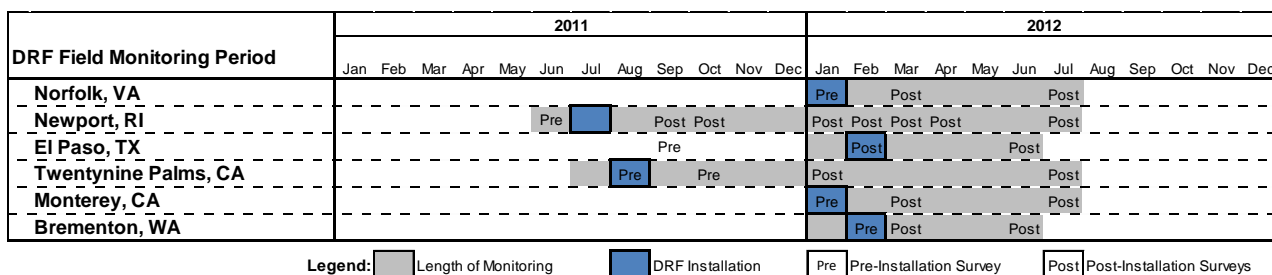 2011 2012
DRF Field Monitoring Period
Jan Feb Mar Apr May Jun Jul Aug Sep Oct Nov Dec Jan Feb Mar Apr May Jun Jul Aug Sep Oct Nov Dec
Norfolk, VA Pre Post Post
Newport, RI Pre Post Post Post Post Post Post Post
El Paso, TX Pre Post Post
Twentynine Palms, CA Pre Pre Post Post
Monterey, CA Pre Post Post
Brementon, WA Pre Post Post
Legend: Length of Monitoring DRF Installation Pre Pre-Installation Survey Post Post-Installation Surveys